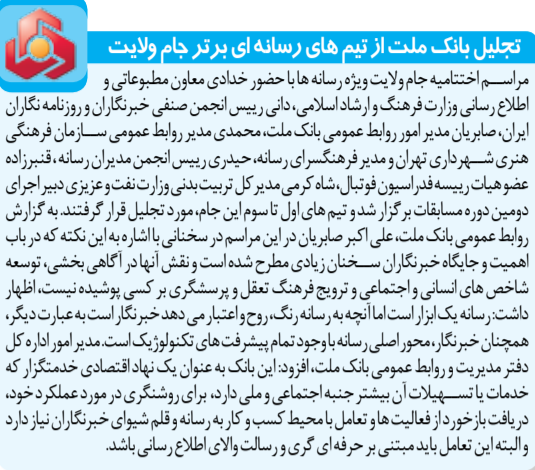 تجلیل بانک ملت از تیم های رسانه ای برتر جام ولایت
مراسم اختتامیه جام ولایت ویژه رسانه ها با حضور خدادی معاون مطبوعاتی و
اطلاع رسانی وزارت فرهنگ و ارشاد اسلامی، دانی رییس انجمن صنفی خبرنگاران و روزنامه نگاران
ایران، صابریان مدیر امور روابط عمومی بانک ملت، محمدی مدیر روابط عمومی سازمان فرهنگی
هنری شهرداری تهران و مدیر فرهنگسرای رسانه، حیدری رییس انجمن مدیران رسانه، قنبرزاده
عضو هیات رییسه فدراسیون فوتبال، شاه کرمی مدیر کل تربیت بدنی وزارت نفت و عزیزی دبیر اجرای
دومین دوره مسابقات برگزار شد و تیم های اول تا سوم این جام، مورد تجلیل قرار گرفتند. به گزارش
روابط عمومی بانک ملت، علی اکبر صابریان در این مراسم در سخنانی با اشاره به این نکته که در باب
اهمیت و جایگاه خبرنگاران سخنان زیادی مطرح شده است و نقش آنها در آگاهی بخشی، توسعه
شاخص های انسانی و اجتماعی و ترویج فرهنگ تعقل و پرسشگری بر کسی پوشیده نیست، اظهار
داشت: رسانه یک ابزار است اما آنچه به رسانه رنگ، روح و اعتبار می دهد خبرنگار است به عبارت دیگر،
همچنان خبرنگار، محور اصلی رسانه با وجود تمام پیشرفت های تکنولوژیک است. مدیر امور اداره کل
دفتر مدیریت و روابط عمومی بانک ملت، افزود: این بانک به عنوان یک نهاد اقتصادی خدمتگزار که
خدمات یا تسهیلات آن بیشتر جنبه اجتماعی و ملی دارد، برای روشنگری در مورد عملکرد خود،
دریافت بازخورد از فعالیت ها و تعامل با محیط کسب و کار به رسانه و قلم شیوای خبرنگاران نیاز دارد
و البته این تعامل باید مبتنی بر حرفه ای گری و رسالت والای اطلاع رسانی باشد.